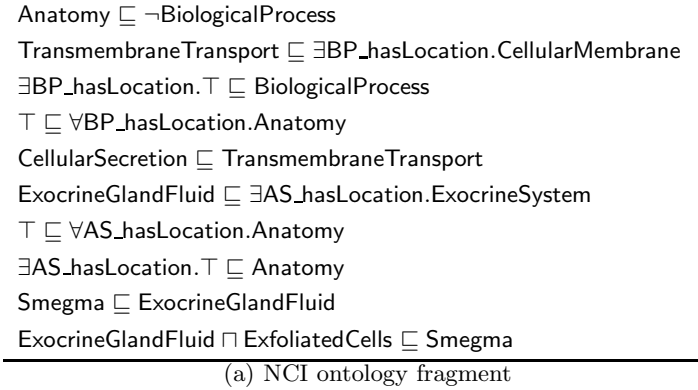 Anatomy ⊑ ¬BiologicalProcess
TransmembraneTransport ⊑ ∃BP_hasLocation.CellularMembrane
∃BP_hasLocation.⊤ ⊑ BiologicalProcess
⊤ ⊑ ∀BP_hasLocation.Anatomy
CellularSecretion ⊑ TransmembraneTransport
ExocrineGlandFluid ⊑ ∃AS_hasLocation.ExocrineSystem
⊤ ⊑ ∀AS_hasLocation.Anatomy
∃AS_hasLocation.⊤ ⊑ Anatomy
Smegma ⊑ ExocrineGlandFluid
ExocrineGlandFluid ⊓ ExfoliatedCells ⊑ Smegma
(a) NCI ontology fragment